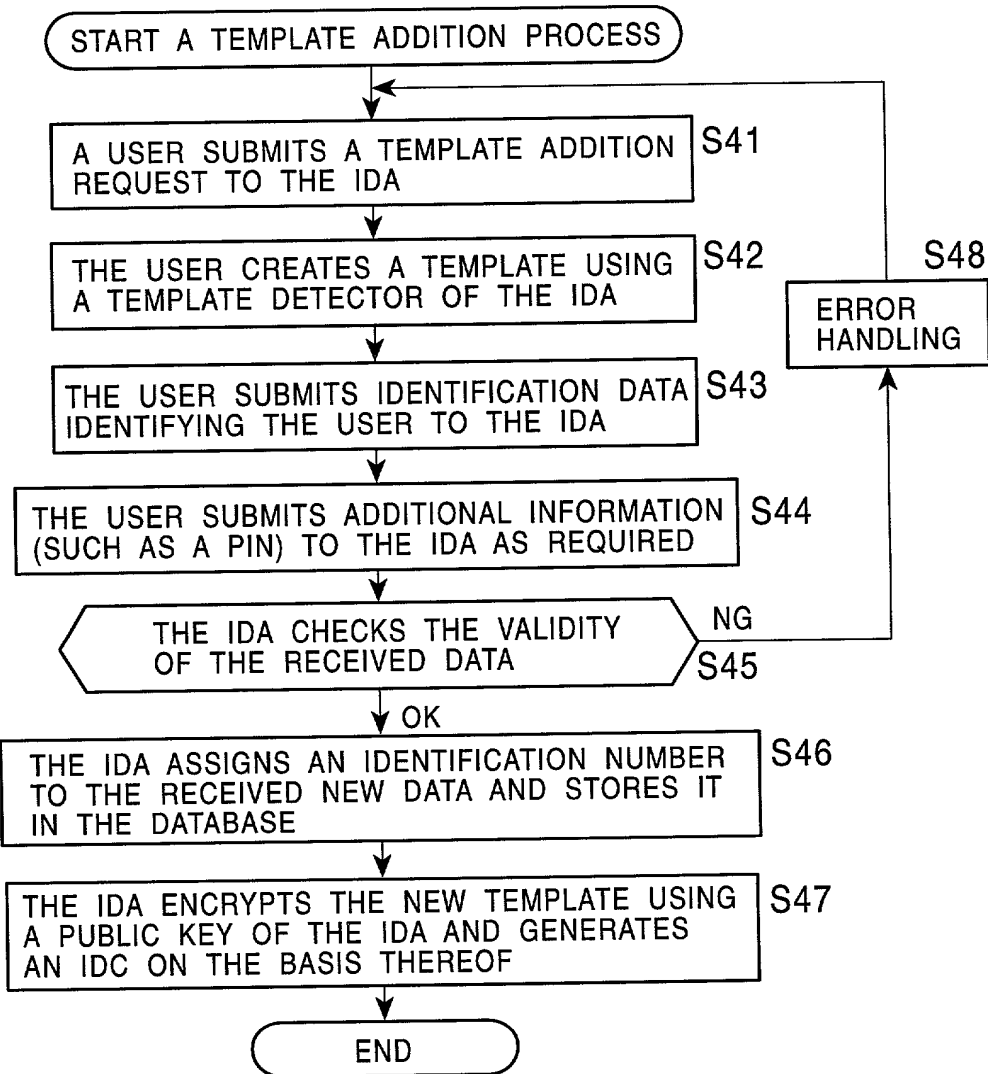 START A TEMPLATE ADDITION PROCESS
A USER SUBMITS A TEMPLATE ADDITION
REQUEST TO THE IDA
S41
THE USER CREATES A TEMPLATE USING
A TEMPLATE DETECTOR OF THE IDA
S42
S48
ERROR
HANDLING
THE USER SUBMITS IDENTIFICATION DATA
IDENTIFYING THE USER TO THE IDA
S43
THE USER SUBMITS ADDITIONAL INFORMATION
(SUCH AS A PIN) TO THE IDA AS REQUIRED
S44
THE IDA CHECKS THE VALIDITY
OF THE RECEIVED DATA
NG
S45
OK
THE IDA ASSIGNS AN IDENTIFICATION NUMBER
TO THE RECEIVED NEW DATA AND STORES IT
IN THE DATABASE
S46
THE IDA ENCRYPTS THE NEW TEMPLATE USING
A PUBLIC KEY OF THE IDA AND GENERATES
AN IDC ON THE BASIS THEREOF
S47
END